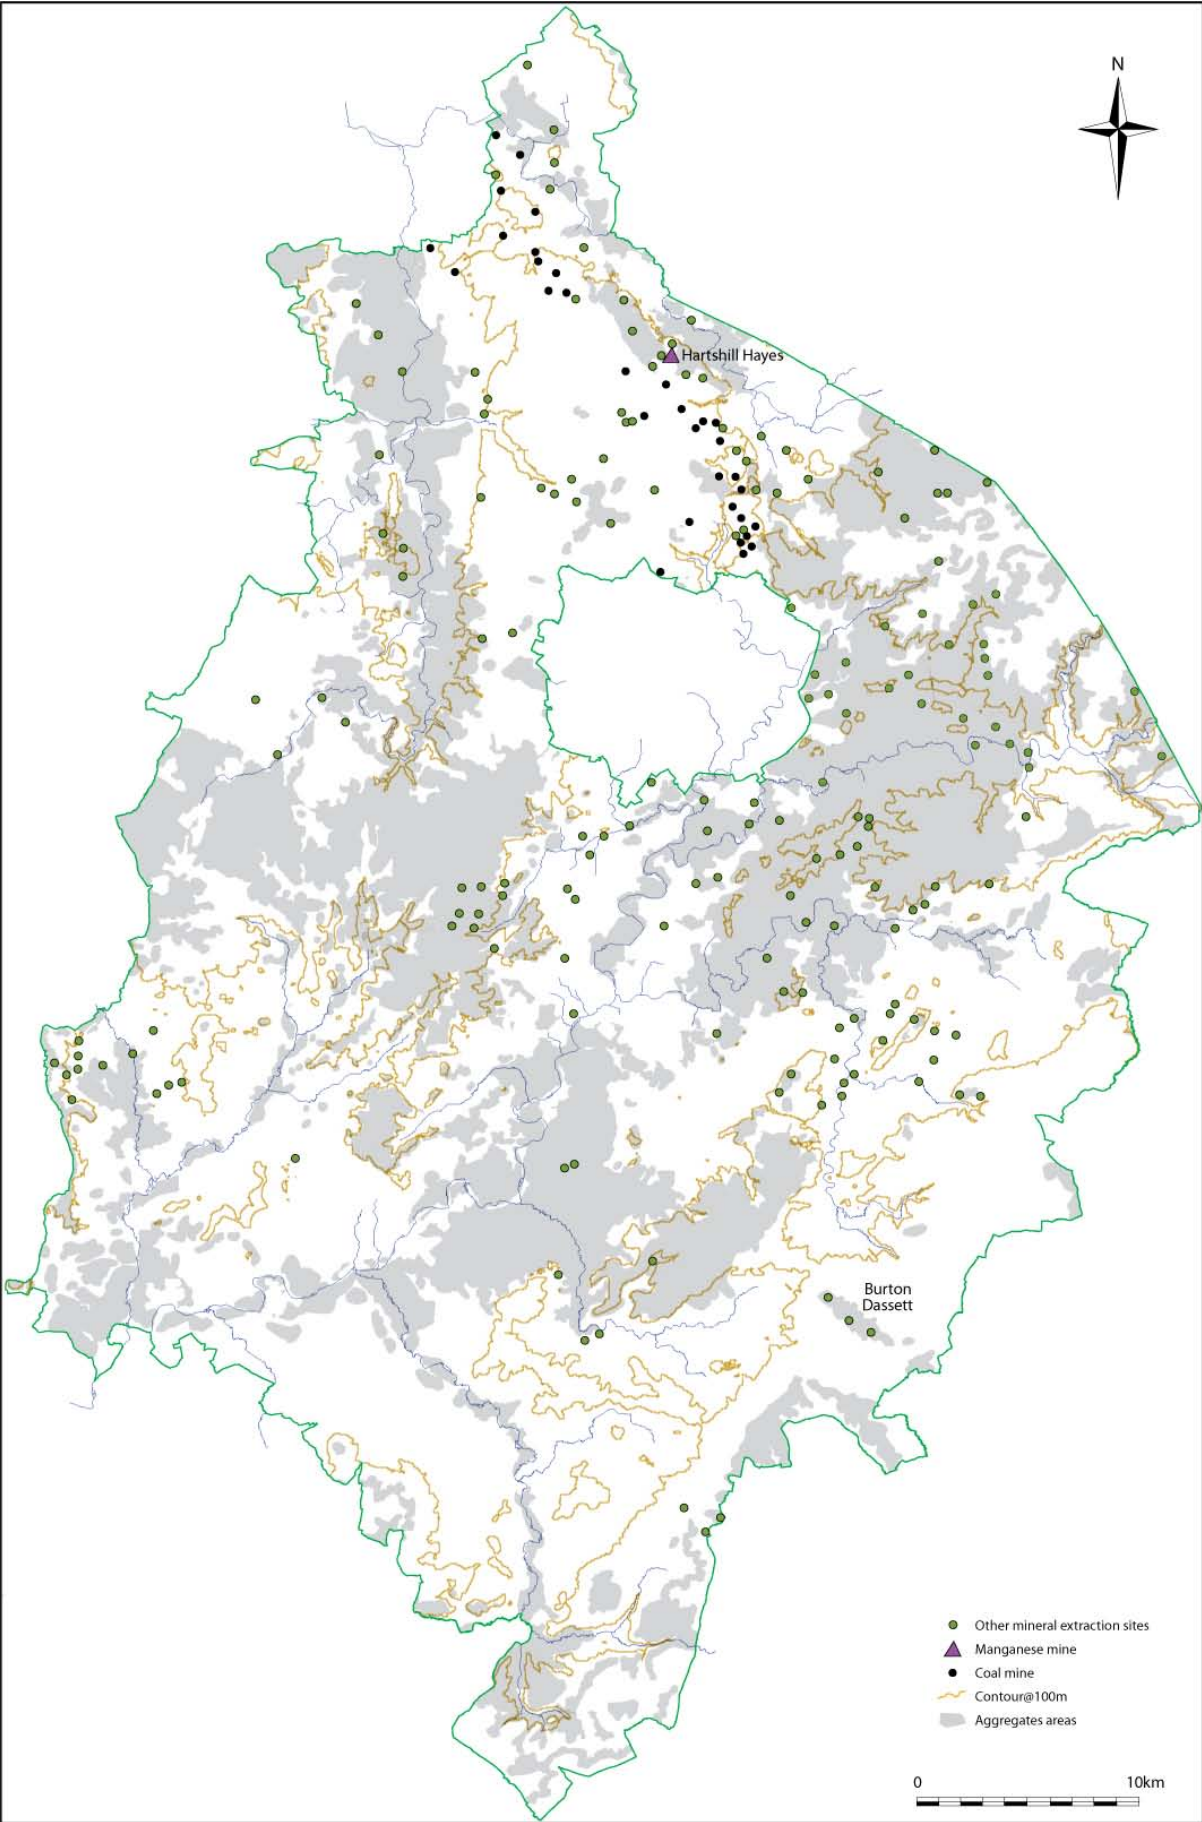 N
Hartshill Hayes
Burton
Dassett
Other mineral extraction sites
Manganese mine
Coal mine
Contour@100m
Aggregates areas
0 10km